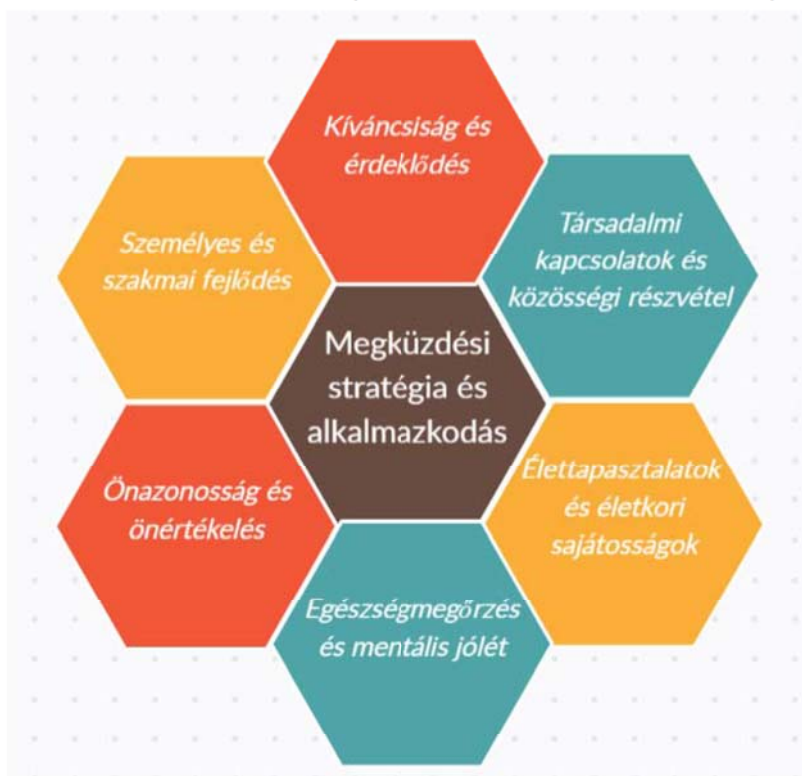 Kíváncsiság és
érdeklődés
Társadalmi
kapcsolatok és
közösségi részvétel
Személyes és
szakmai fejlődés
Megküzdési
stratégia és
alkalmazkodás
Élettapasztalatok
és életkori
sajátosságok
Önazonosság és
önértékelés
Egészségmegőrzés
és mentális jólét